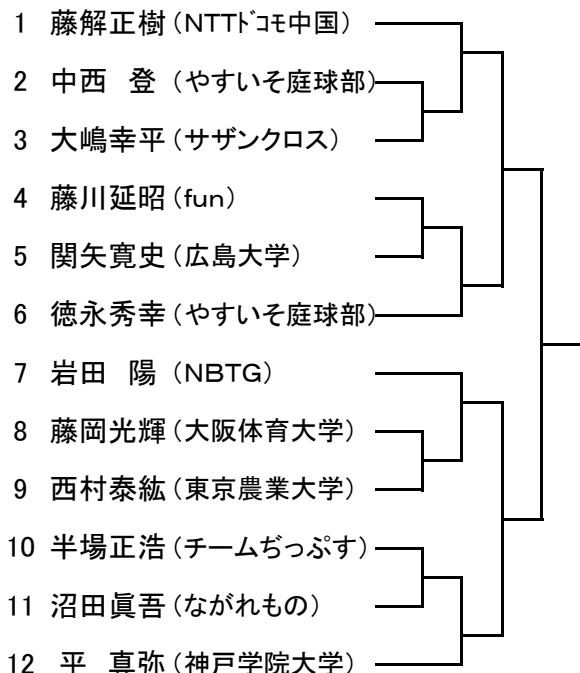 1 藤解正樹(NTTﾄﾞｺﾓ中国)
2 中西 登 (やすいそ庭球部)
3 大嶋幸平(サザンクロス)
4 藤川延昭(fun)
5 関矢寛史(広島大学)
6 徳永秀幸(やすいそ庭球部)
7 岩田 陽 (NBTG)
8 藤岡光輝(大阪体育大学)
9 西村泰紘(東京農業大学)
10 半場正浩(チームぢっぷす)
11 沼田眞吾(ながれもの)
12 平 真弥(神戸学院大学)